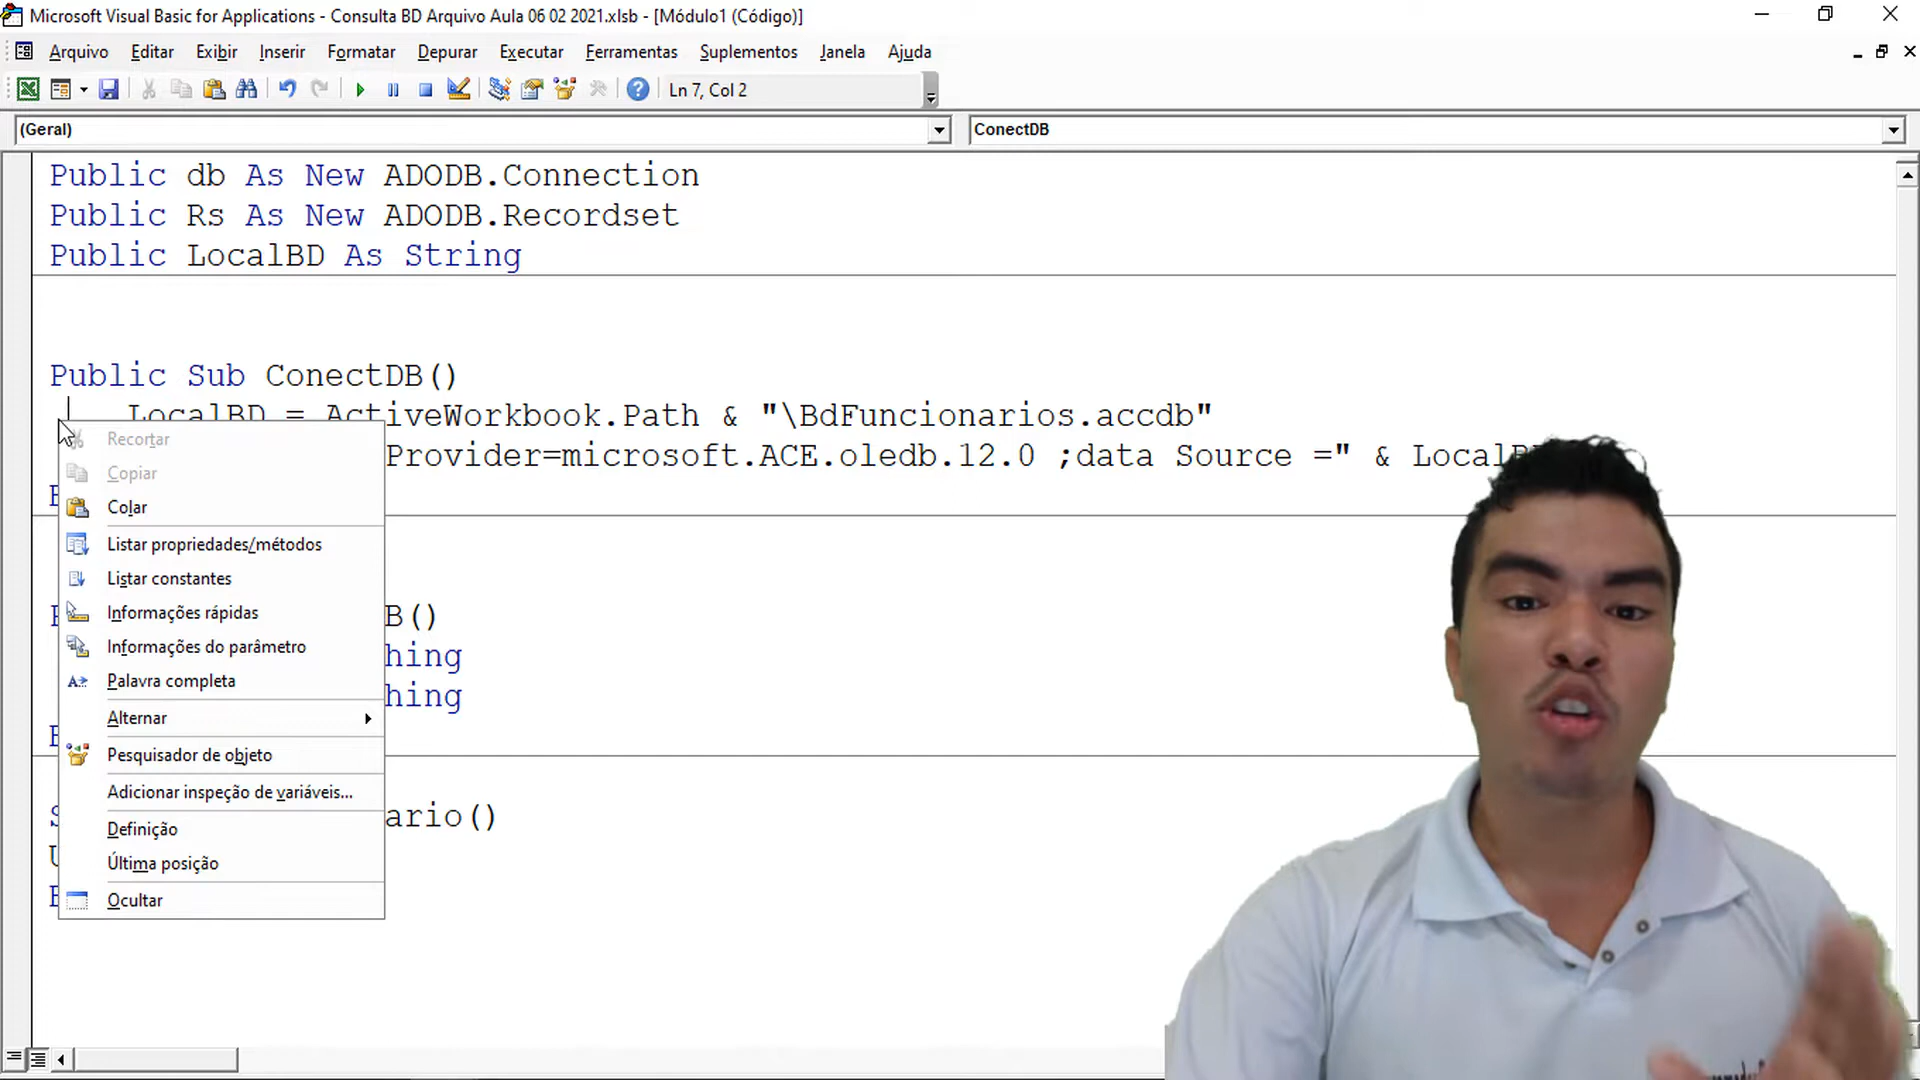 Microsoft Visual Basic for Applications - Consulta BD Arquivo Aula 06 02 2021.xlsb - [Módulo1 (Código)]
Arquivo Editar Exibir Inserir Formatar Depurar Executar Ferramentas Suplementos Janela Ajuda
Ln 7, Col 2
(Geral) ConectDB
Public db As New ADODB.Connection
Public Rs As New ADODB.Recordset
Public LocalBD As String
Public Sub ConectDB()
LocalBD = ActiveWorkbook.Path & "\BdFuncionarios.accdb"
Provider=microsoft.ACE.oledb.12.0 ;data Source =" & Local
B()
hing
hing
ario()
Recortar
Copiar
Colar
Listar propriedades/métodos
Listar constantes
Informações rápidas
Informações do parâmetro
Palavra completa
Alternar
Pesquisador de objeto
Adicionar inspeção de variáveis...
Definição
Última posição
Ocultar